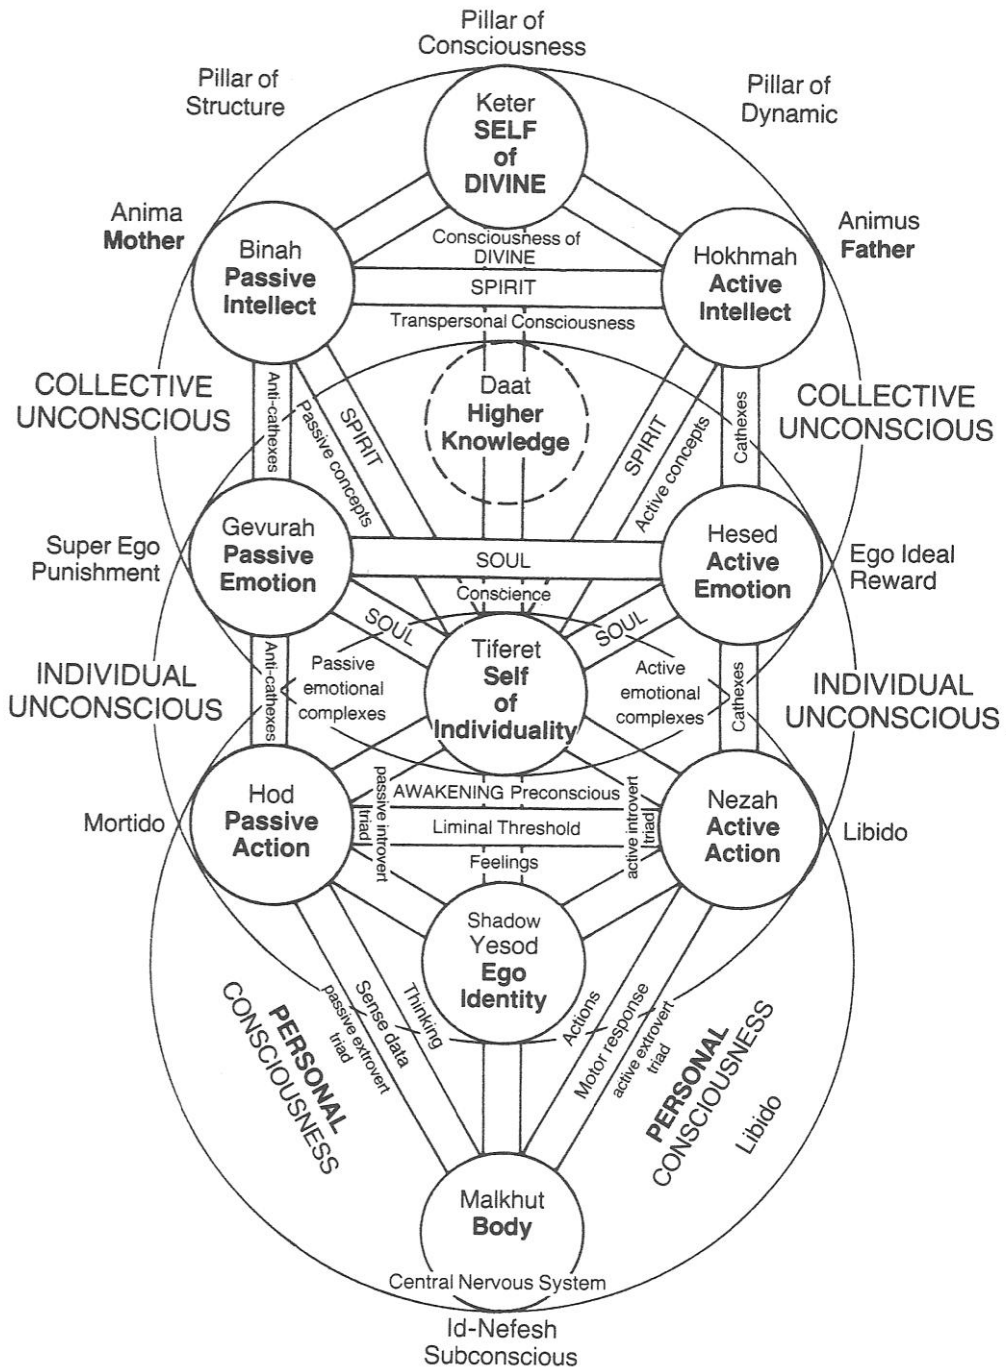 Pillar of
Consciousness
Pillar of
Structure
Pillar of
Dynamic
Keter
SELF
of
DIVINE
Anima
Mother
Animus
Father
Binah
Passive
Intellect
Hokhmah
Active
Intellect
Consciousness of
DIVINE
SPIRIT
Transpersonal Consciousness
COLLECTIVE
UNCONSCIOUS
COLLECTIVE
UNCONSCIOUS
Anti-cathexes
SPIRIT
Passive concepts
Daat
Higher
Knowledge
SPIRIT
Active concepts
Cathexes
Super Ego
Punishment
Gevurah
Passive
Emotion
SOUL
Conscience
Hesed
Active
Emotion
Ego Ideal
Reward
SOUL
SOUL
INDIVIDUAL
UNCONSCIOUS
INDIVIDUAL
UNCONSCIOUS
Anti-cathexes
Passive
emotional
complexes
Tiferet
Self
of
Individuality
Active
emotional
complexes
Cathexes
Mortido
Hod
Passive
Action
passive introvert
triad
AWAKENING Preconscious
Liminal Threshold
Feelings
active introvert
triad
Nezah
Active
Action
Libido
Shadow
Yesod
Ego
Identity
Thinking
Sense data
passive extrovert
triad
Actions
Motor response
active extrovert
triad
PERSONAL
CONSCIOUSNESS
PERSONAL
CONSCIOUSNESS
Libido
Malkhut
Body
Central Nervous System
Id-Nefesh
Subconscious